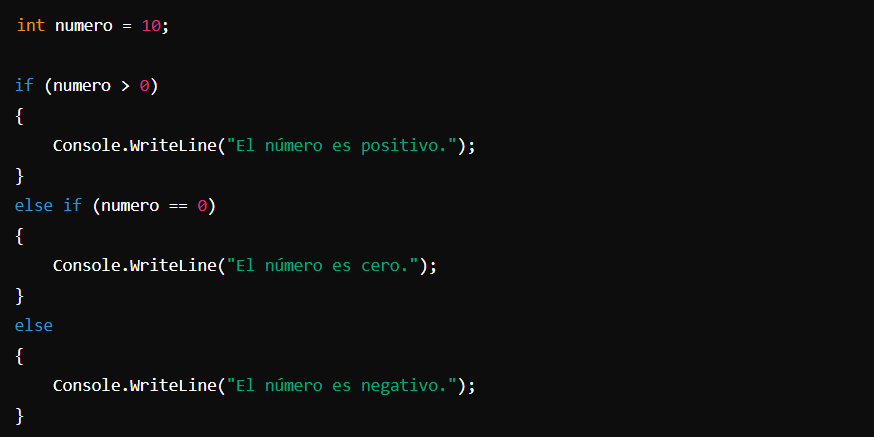 int numero = 10;
if (numero > 0)
{
    Console.WriteLine("El número es positivo.");
}
else if (numero == 0)
{
    Console.WriteLine("El número es cero.");
}
else
{
    Console.WriteLine("El número es negativo.");
}